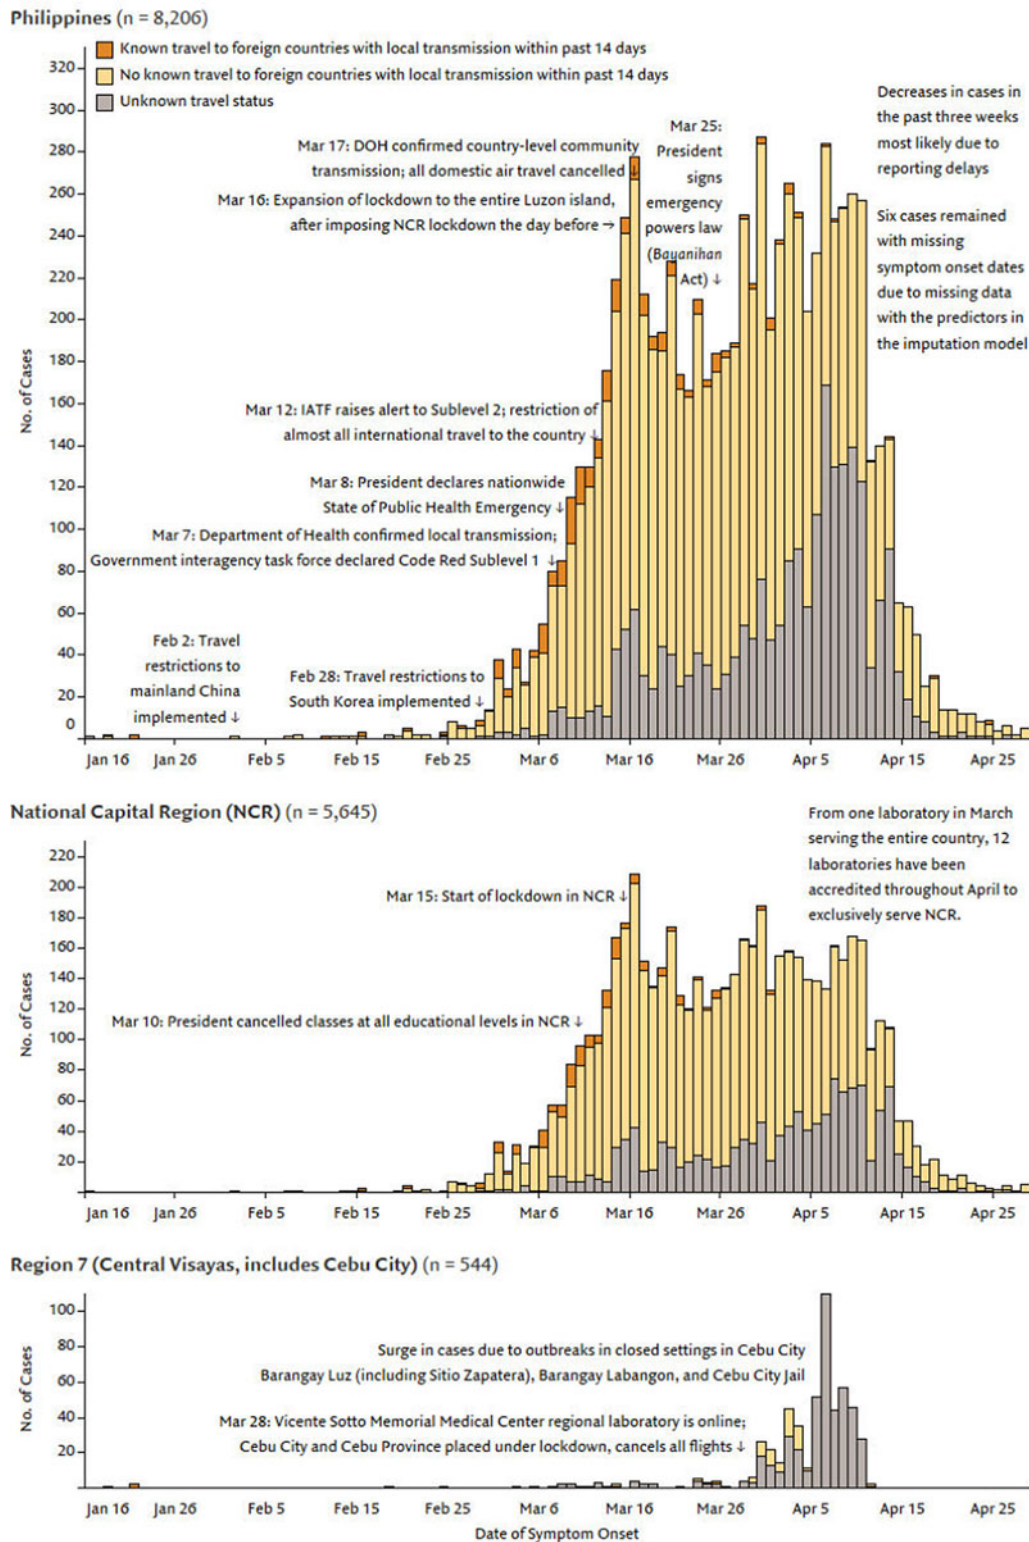 Philippines (n = 8,206)
Known travel to foreign countries with local transmission within past 14 days
No known travel to foreign countries with local transmission within past 14 days
Unknown travel status
Decreases in cases in
the past three weeks
most likely due to
reporting delays
Six cases remained
with missing
symptom onset dates
due to missing data
with the predictors in
the imputation model
Mar 25:
President
signs
emergency
powers law
(Bayanihan
Act) ↓
Mar 17: DOH confirmed country-level community
transmission; all domestic air travel cancelled ↓
Mar 16: Expansion of lockdown to the entire Luzon island,
after imposing NCR lockdown the day before →
Mar 12: IATF raises alert to Sublevel 2; restriction of
almost all international travel to the country ↓
Mar 8: President declares nationwide
State of Public Health Emergency ↓
Mar 7: Department of Health confirmed local transmission;
Government interagency task force declared Code Red Sublevel 1 ↓
Feb 2: Travel
restrictions to
mainland China
implemented ↓
Feb 28: Travel restrictions to
South Korea implemented ↓
No. of Cases
320
300
280
260
240
220
200
180
160
140
120
100
80
60
40
20
0
Jan 16 Jan 26 Feb 5 Feb 15 Feb 25 Mar 6 Mar 16 Mar 26 Apr 5 Apr 15 Apr 25
National Capital Region (NCR) (n = 5,645)
From one laboratory in March
serving the entire country, 12
laboratories have been
accredited throughout April to
exclusively serve NCR.
Mar 15: Start of lockdown in NCR ↓
Mar 10: President cancelled classes at all educational levels in NCR ↓
No. of Cases
220
200
180
160
140
120
100
80
60
40
20
Jan 16 Jan 26 Feb 5 Feb 15 Feb 25 Mar 6 Mar 16 Mar 26 Apr 5 Apr 15 Apr 25
Region 7 (Central Visayas, includes Cebu City) (n = 544)
Surge in cases due to outbreaks in closed settings in Cebu City
Barangay Luz (including Sitio Zapatera), Barangay Labangon, and Cebu City Jail
Mar 28: Vicente Sotto Memorial Medical Center regional laboratory is online;
Cebu City and Cebu Province placed under lockdown, cancels all flights ↓
No. of Cases
100
80
60
40
20
Jan 16 Jan 26 Feb 5 Feb 15 Feb 25 Mar 6 Mar 16 Mar 26 Apr 5 Apr 15 Apr 25
Date of Symptom Onset